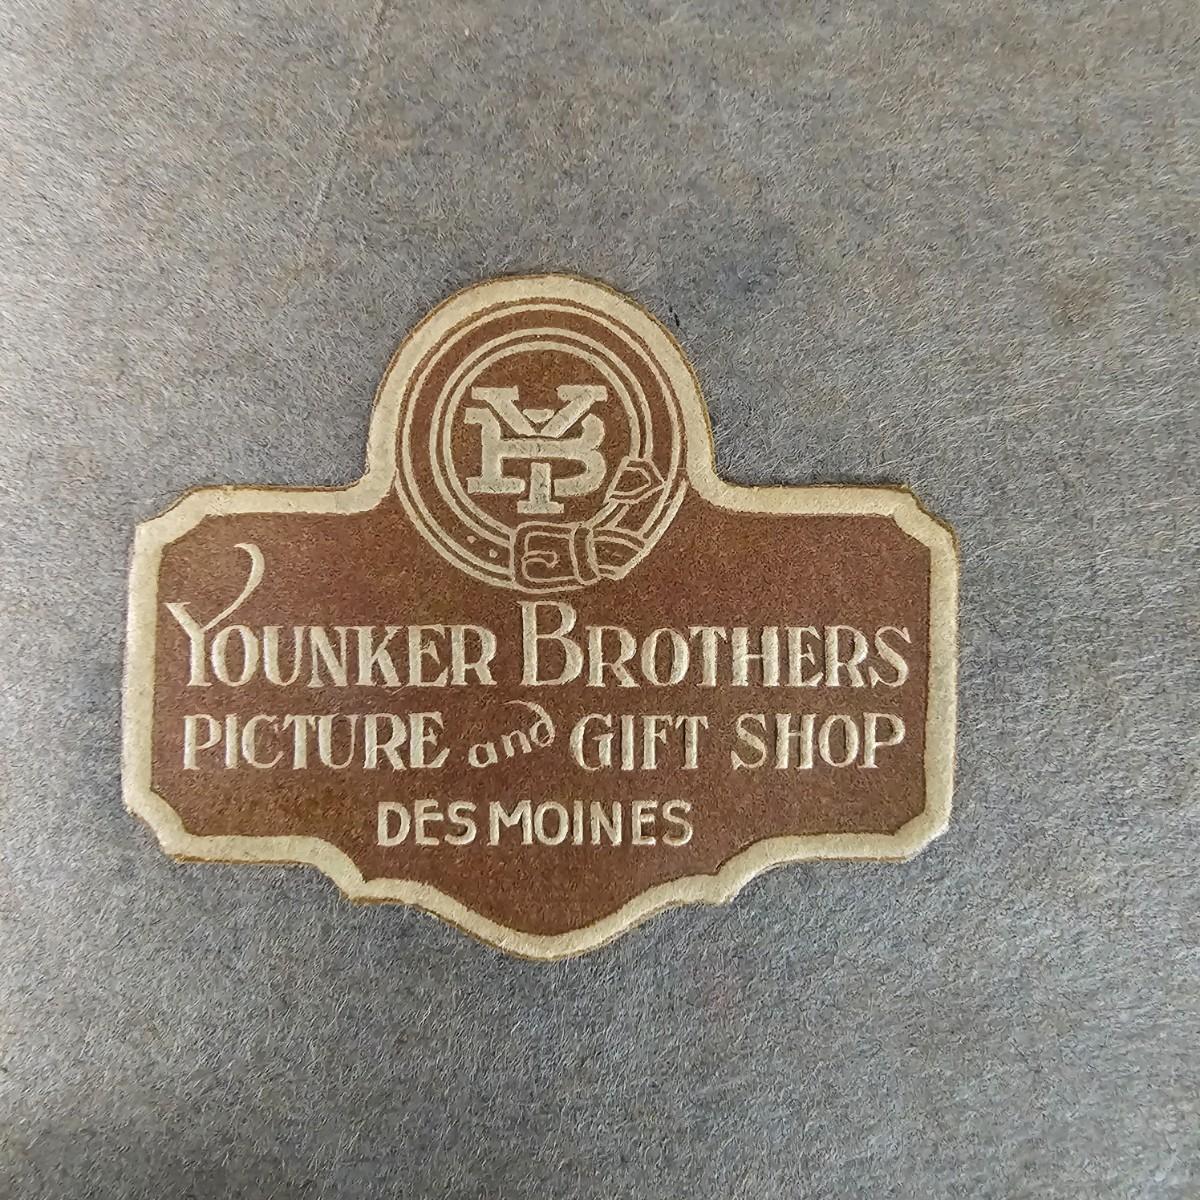 YB
YOUNKER BROTHERS
PICTURE and GIFT SHOP
DES MOINES